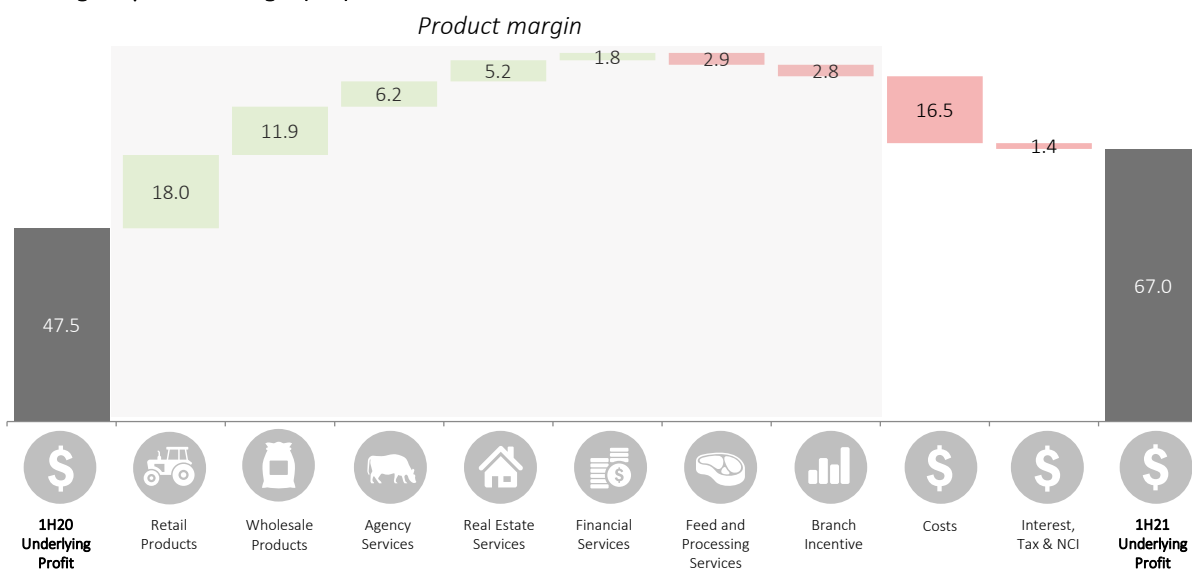 Product margin
1.8
2.9
5.2
2.8
6.2
16.5
11.9
1.4
18.0
67.0
47.5
1H20
Underlying
Profit
Retail
Products
Wholesale
Products
Agency
Services
Real Estate
Services
Financial
Services
Feed and
Processing
Services
Branch
Incentive
Costs
Interest,
Tax & NCI
1H21
Underlying
Profit